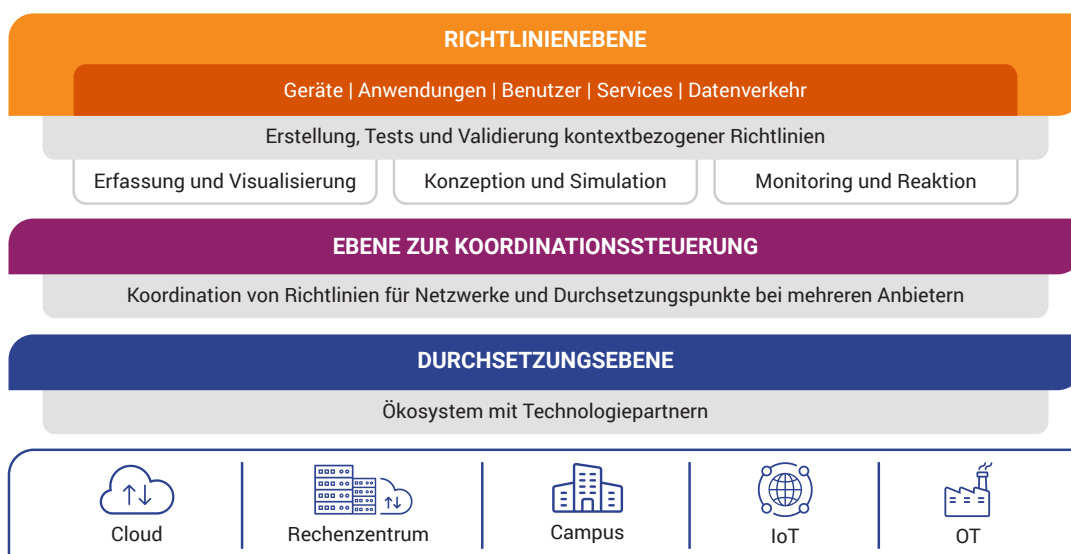 RICHTLINIENEBENE
Geräte | Anwendungen | Benutzer | Services | Datenverkehr
Erstellung, Tests und Validierung kontextbezogener Richtlinien
Erfassung und Visualisierung
Konzeption und Simulation
Monitoring und Reaktion
EBENE ZUR KOORDINATIONSSTEUERUNG
Koordination von Richtlinien für Netzwerke und Durchsetzungspunkte bei mehreren Anbietern
DURCHSETZUNGSEBENE
Ökosystem mit Technologiepartnern
Cloud
Rechenzentrum
Campus
IoT
OT